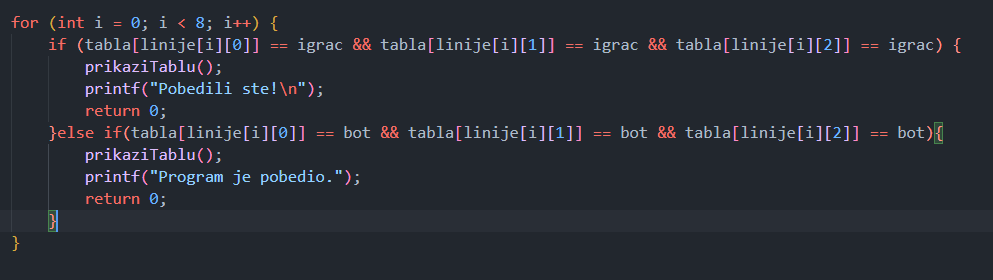 for (int i = 0; i < 8; i++) {
    if (tabla[linije[i][0]] == igrac && tabla[linije[i][1]] == igrac && tabla[linije[i][2]] == igrac) {
        prikaziTablu();
        printf("Pobedili ste!\n");
        return 0;
    }else if(tabla[linije[i][0]] == bot && tabla[linije[i][1]] == bot && tabla[linije[i][2]] == bot){
        prikaziTablu();
        printf("Program je pobedio.");
        return 0;
    }
}